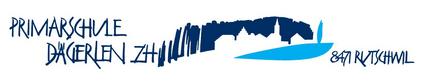 PRIMARSCHULE
DÄGERLEN ZH
8471 RUTSCHWIL